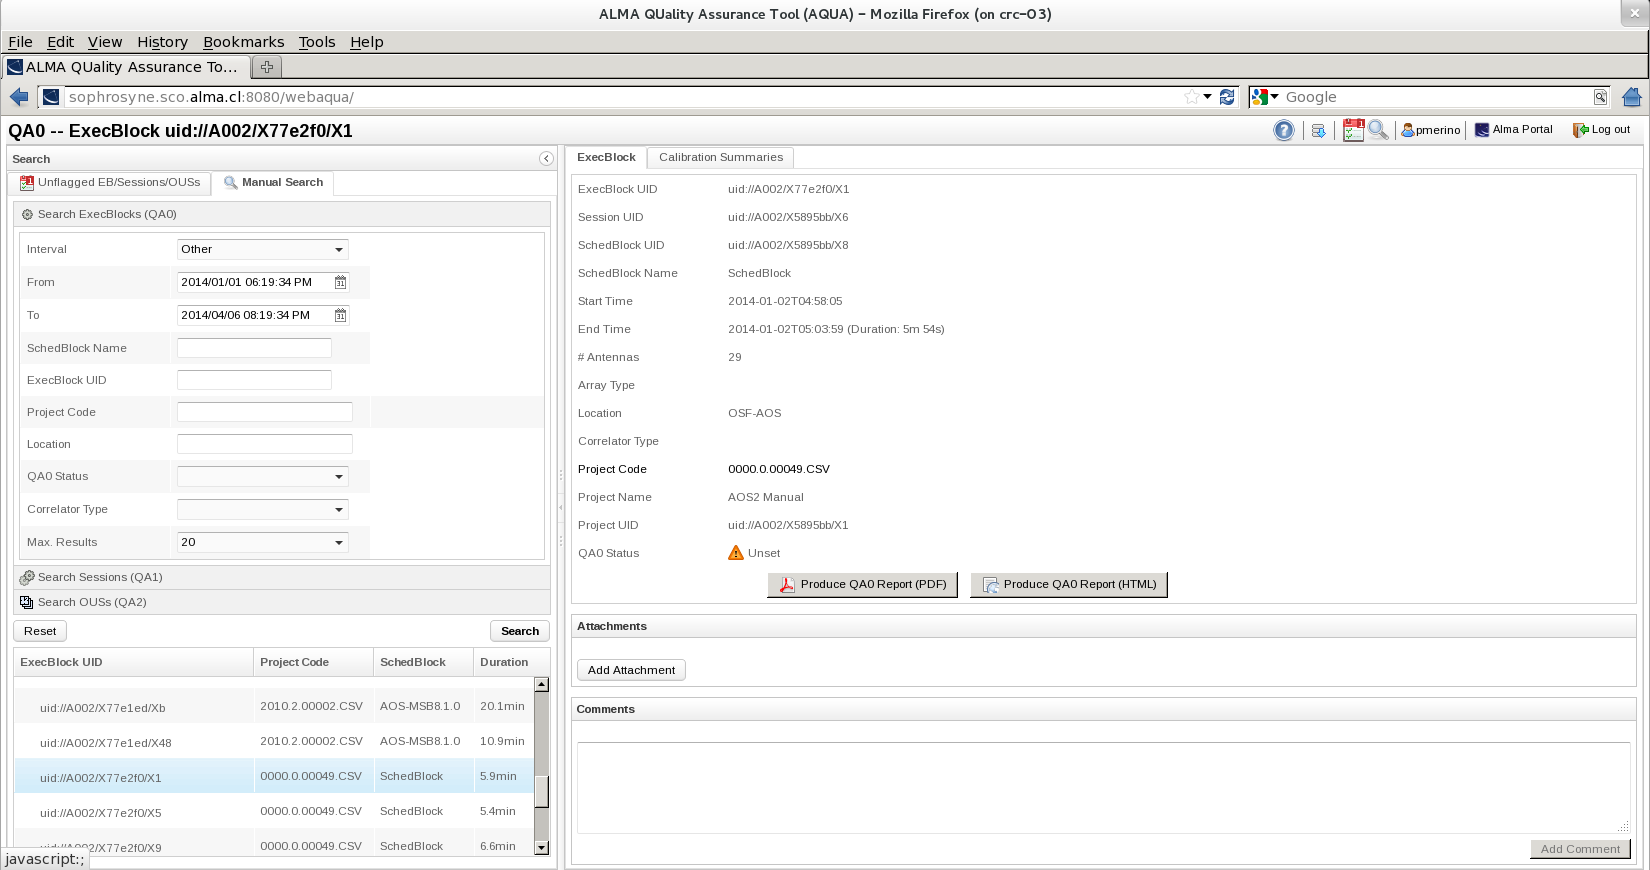 ALMA QUality Assurance Tool (AQUA) – Mozilla Firefox (on crc-03)
File Edit View History Bookmarks Tools Help
ALMA QUality Assurance To...
sophrosyne.sco.alma.cl:8080/webaqua/
Google
QA0 -- ExecBlock uid://A002/X77e2f0/X1
pmerino Alma Portal Log out
Search
Unflagged EB/Sessions/OUSs Manual Search
Search ExecBlocks (QA0)
Interval Other
From 2014/01/01 06:19:34 PM
To 2014/04/06 08:19:34 PM
SchedBlock Name
ExecBlock UID
Project Code
Location
QA0 Status
Correlator Type
Max. Results 20
Search Sessions (QA1)
Search OUSs (QA2)
Reset Search
ExecBlock UID Project Code SchedBlock Duration
uid://A002/X77e1ed/Xb 2010.2.00002.CSV AOS-MSB8.1.0 20.1min
uid://A002/X77e1ed/X48 2010.2.00002.CSV AOS-MSB8.1.0 10.9min
uid://A002/X77e2f0/X1 0000.0.00049.CSV SchedBlock 5.9min
uid://A002/X77e2f0/X5 0000.0.00049.CSV SchedBlock 5.4min
uid://A002/X77e2f0/X9 0000.0.00049.CSV SchedBlock 6.6min
javascript:;
ExecBlock Calibration Summaries
ExecBlock UID uid://A002/X77e2f0/X1
Session UID uid://A002/X5895bb/X6
SchedBlock UID uid://A002/X5895bb/X8
SchedBlock Name SchedBlock
Start Time 2014-01-02T04:58:05
End Time 2014-01-02T05:03:59 (Duration: 5m 54s)
# Antennas 29
Array Type
Location OSF-AOS
Correlator Type
Project Code 0000.0.00049.CSV
Project Name AOS2 Manual
Project UID uid://A002/X5895bb/X1
QA0 Status Unset
Produce QA0 Report (PDF) Produce QA0 Report (HTML)
Attachments
Add Attachment
Comments
Add Comment